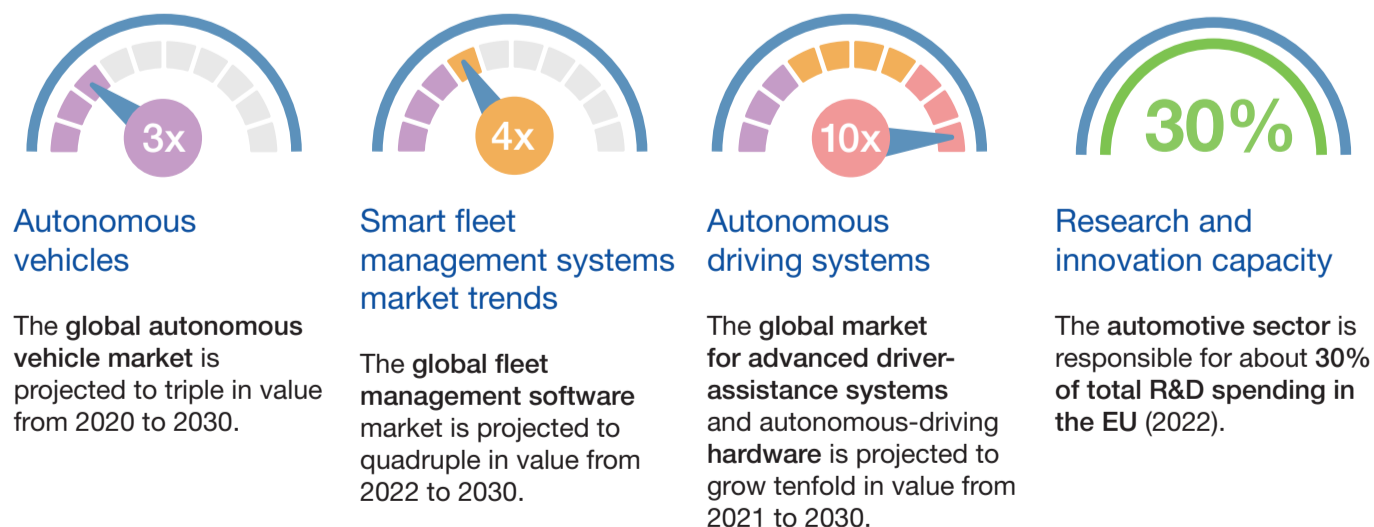 3x
Autonomous
vehicles
The global autonomous
vehicle market is
projected to triple in value
from 2020 to 2030.
4x
Smart fleet
management systems
market trends
The global fleet
management software
market is projected to
quadruple in value from
2022 to 2030.
10x
Autonomous
driving systems
The global market
for advanced driver-
assistance systems
and autonomous-driving
hardware is projected to
grow tenfold in value from
2021 to 2030.
30%
Research and
innovation capacity
The automotive sector is
responsible for about 30%
of total R&D spending in
the EU (2022).